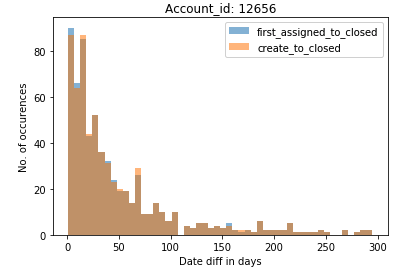 Account_id: 12656
first_assigned_to_closed
create_to_closed
No. of occurences
80
60
40
20
0
0
50
100
150
200
250
300
Date diff in days